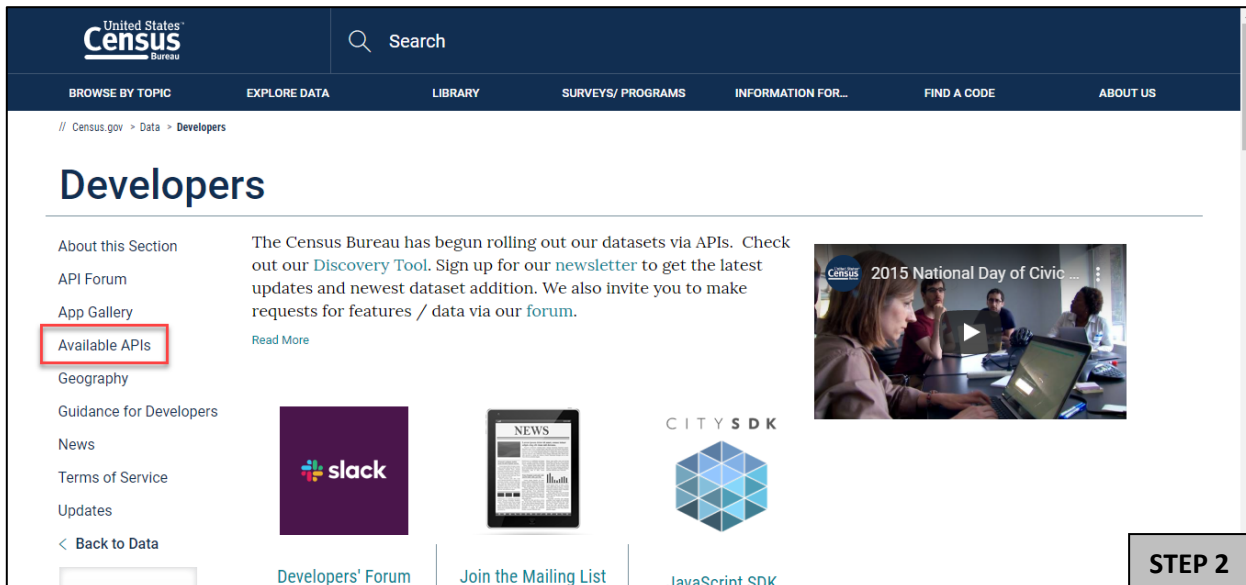 United States™
Census
Bureau
Search
BROWSE BY TOPIC
EXPLORE DATA
LIBRARY
SURVEYS/ PROGRAMS
INFORMATION FOR...
FIND A CODE
ABOUT US
// Census.gov > Data > Developers
Developers
About this Section
API Forum
App Gallery
Available APIs
Geography
Guidance for Developers
News
Terms of Service
Updates
< Back to Data
The Census Bureau has begun rolling out our datasets via APIs. Check
out our Discovery Tool. Sign up for our newsletter to get the latest
updates and newest dataset addition. We also invite you to make
requests for features / data via our forum.
Read More
Census
2015 National Day of Civic ...
slack
NEWS
CITYSDK
Developers' Forum
Join the Mailing List
JavaScript SDK
STEP 2